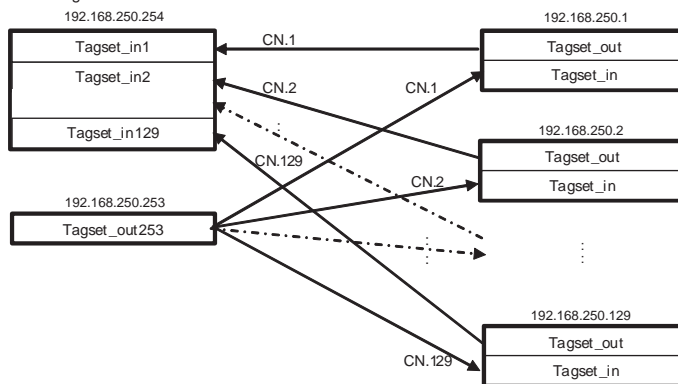 192.168.250.254
Tagset_in1
Tagset_in2
Tagset_in129
192.168.250.253
Tagset_out253
CN.1
CN.2
CN.1
CN.129
CN.2
CN.129
192.168.250.1
Tagset_out
Tagset_in
192.168.250.2
Tagset_out
Tagset_in
192.168.250.129
Tagset_out
Tagset_in